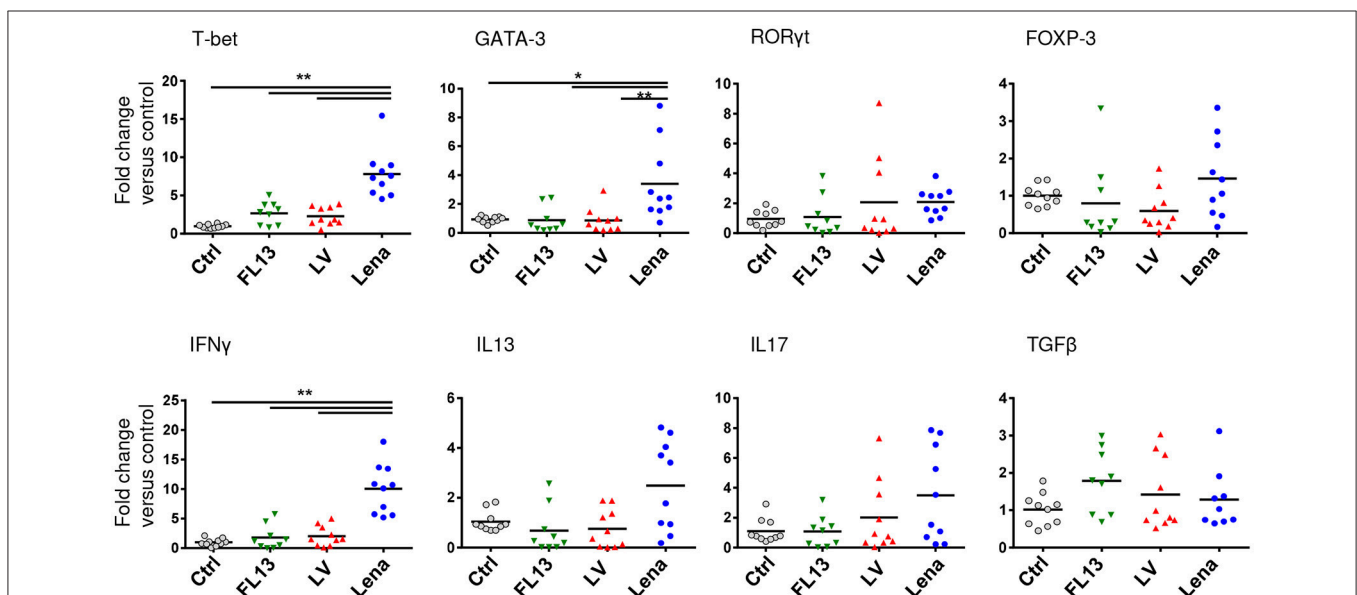 T-bet
GATA-3
RORγt
FOXP-3
Fold change
versus control
20
15
10
5
0
**
Ctrl
FL13
LV
Lena
10
8
6
4
2
0
*
**
Ctrl
FL13
LV
Lena
10
8
6
4
2
0
Ctrl
FL13
LV
Lena
4
3
2
1
0
Ctrl
FL13
LV
Lena
IFNγ
IL13
IL17
TGFβ
Fold change
versus control
25
20
15
10
5
0
**
Ctrl
FL13
LV
Lena
6
4
2
0
Ctrl
FL13
LV
Lena
10
8
6
4
2
0
Ctrl
FL13
LV
Lena
4
3
2
1
0
Ctrl
FL13
LV
Lena